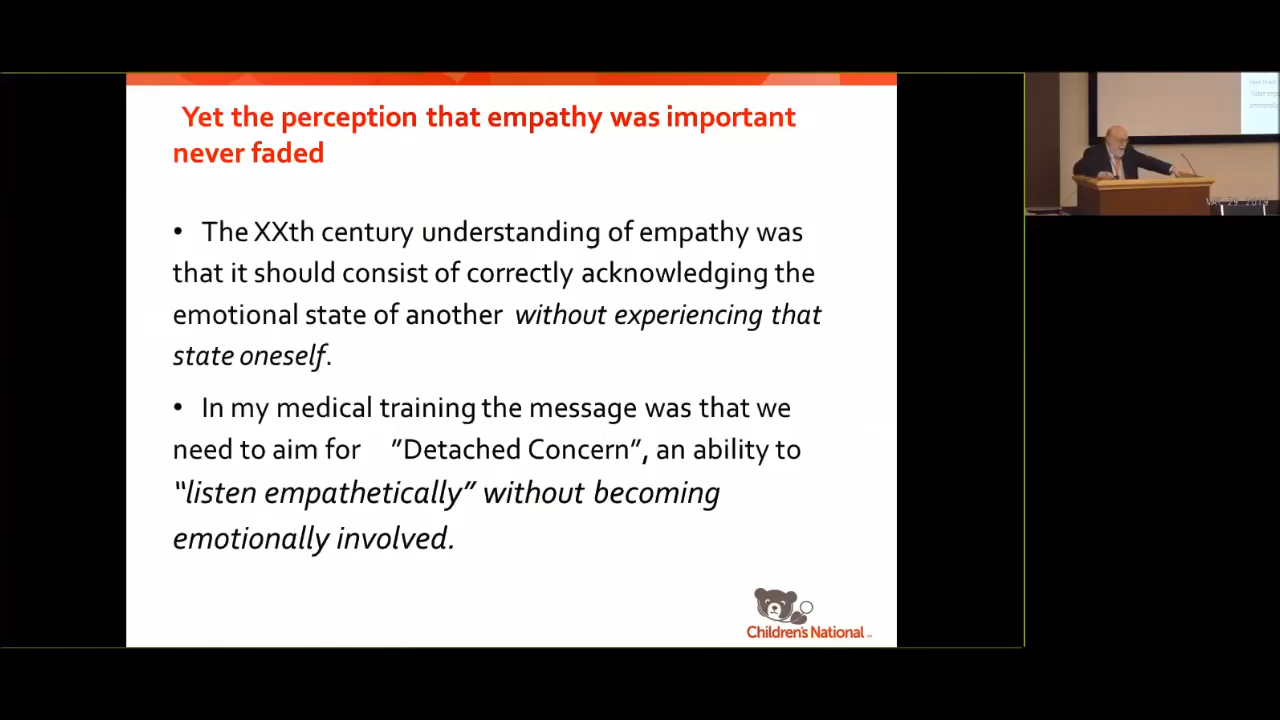 Yet the perception that empathy was important
never faded
• The XXth century understanding of empathy was
that it should consist of correctly acknowledging the
emotional state of another without experiencing that
state oneself.
• In my medical training the message was that we
need to aim for ”Detached Concern”, an ability to
“listen empathetically” without becoming
emotionally involved.
Children's National
MAY 29 2019